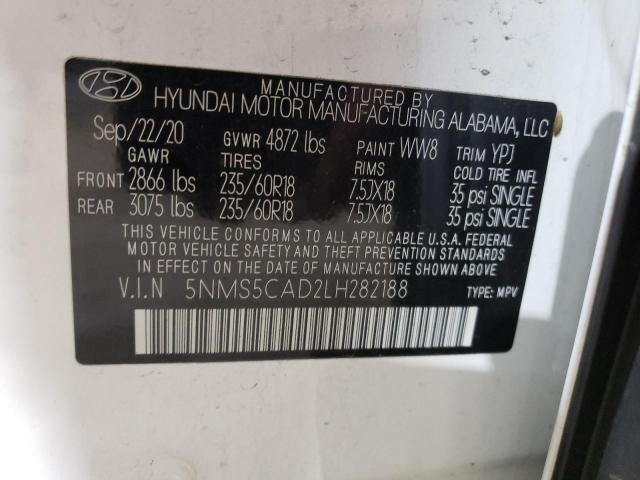 MANUFACTURED BY
HYUNDAI MOTOR MANUFACTURING ALABAMA, LLC
Sep/22/20 GVWR 4872 lbs PAINT WW8 TRIM YPJ
GAWR TIRES RIMS COLD TIRE INFL
FRONT 2866 lbs 235/60R18 7.5JX18 35 psi SINGLE
REAR 3075 lbs 235/60R18 7.5JX18 35 psi SINGLE
THIS VEHICLE CONFORMS TO ALL APPLICABLE U.S.A. FEDERAL
MOTOR VEHICLE SAFETY AND THEFT PREVENTION STANDARDS
IN EFFECT ON THE DATE OF MANUFACTURE SHOWN ABOVE.
V.I.N 5NMS5CAD2LH282188 TYPE: MPV